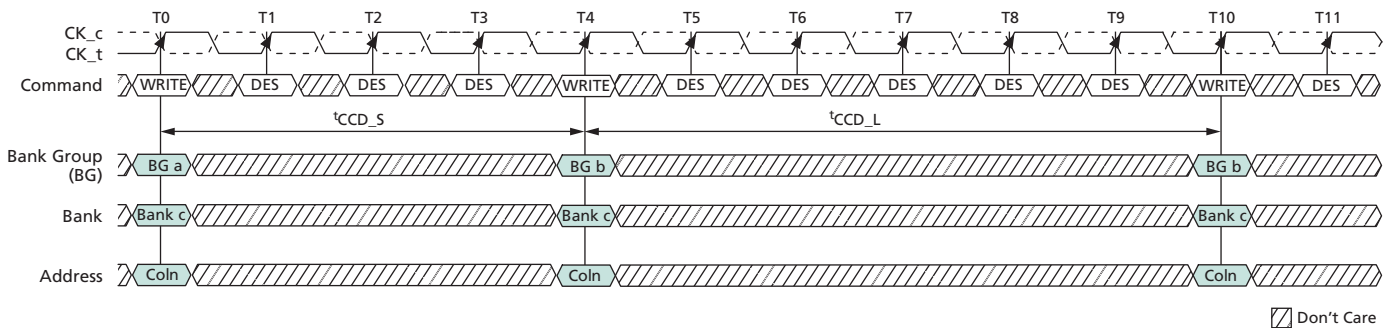 T0 T1 T2 T3 T4 T5 T6 T7 T8 T9 T10 T11
CK_c
CK_t
Command WRITE DES DES DES WRITE DES DES DES DES DES WRITE DES
tCCD_S tCCD_L
Bank Group
(BG) BG a BG b BG b
Bank Bank c Bank c Bank c
Address Coln Coln Coln
Don't Care